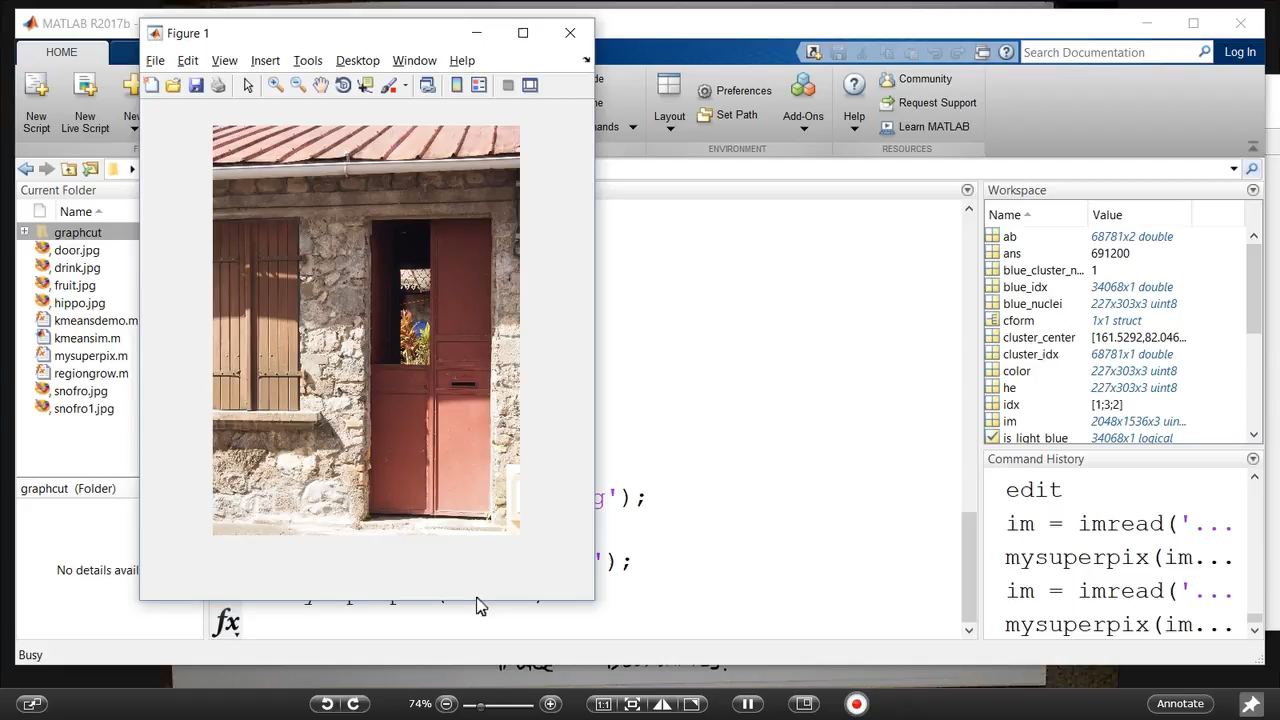 MATLAB R2017b -
Figure 1
HOME
File Edit View Insert Tools Desktop Window Help
Search Documentation
Log In
New
Script
New
Live Script
Layout
Preferences
Set Path
Add-Ons
Help
Community
Request Support
Learn MATLAB
ENVIRONMENT
RESOURCES
Current Folder
Name
graphcut
door.jpg
drink.jpg
fruit.jpg
hippo.jpg
kmeansdemo.m
kmeansim.m
mysuperpix.m
regiongrow.m
snofro.jpg
snofro1.jpg
graphcut (Folder)
No details avail
g');
');
fx
Workspace
Name Value
ab 68781x2 double
ans 691200
blue_cluster_n... 1
blue_idx 34068x1 double
blue_nuclei 227x303x3 uint8
cform 1x1 struct
cluster_center [161.5292,82.046...
cluster_idx 68781x1 double
color 227x303x3 uint8
he 227x303x3 uint8
idx [1;3;2]
im 2048x1536x3 uin...
is_light_blue 34068x1 logical
Command History
edit
im = imread('...
mysuperpix(im...
im = imread('...
mysuperpix(im...
Busy
74%
1:1
Annotate